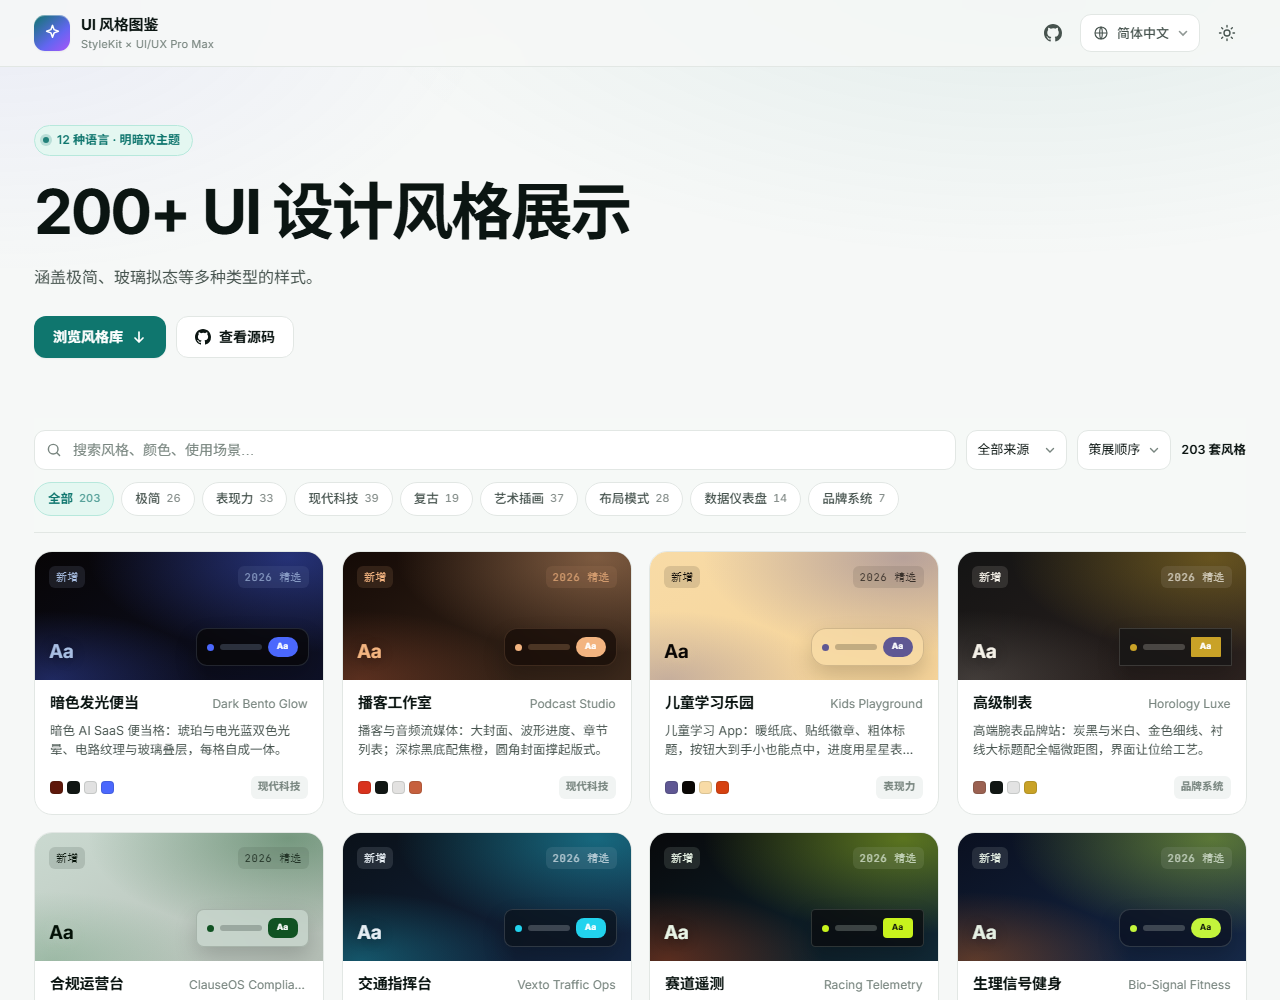 UI 风格图鉴
StyleKit × UI/UX Pro Max
简体中文
12 种语言 · 明暗双主题
200+ UI 设计风格展示
涵盖极简、玻璃拟态等多种类型的样式。
浏览风格库 ↓
查看源码
搜索风格、颜色、使用场景…
全部来源
策展顺序
203 套风格
全部 203
极简 26
表现力 33
现代科技 39
复古 19
艺术插画 37
布局模式 28
数据仪表盘 14
品牌系统 7
新增
2026 精选
Aa
Aa
暗色发光便当
Dark Bento Glow
暗色 AI SaaS 便当格：琥珀与电光蓝双色光
晕、电路纹理与玻璃叠层，每格自成一体。
现代科技
新增
2026 精选
Aa
Aa
播客工作室
Podcast Studio
播客与音频流媒体：大封面、波形进度、章节
列表；深棕黑底配焦橙，圆角封面撑起版式。
现代科技
新增
2026 精选
Aa
Aa
儿童学习乐园
Kids Playground
儿童学习 App：暖纸底、贴纸徽章、粗体标
题，按钮大到手小也能点中，进度用星星表…
表现力
新增
2026 精选
Aa
Aa
高级制表
Horology Luxe
高端腕表品牌站：炭黑与米白、金色细线、衬
线大标题配全幅微距图，界面让位给工艺。
品牌系统
新增
2026 精选
Aa
Aa
合规运营台
ClauseOS Complia...
新增
2026 精选
Aa
Aa
交通指挥台
Vexto Traffic Ops
新增
2026 精选
Aa
Aa
赛道遥测
Racing Telemetry
新增
2026 精选
Aa
Aa
生理信号健身
Bio-Signal Fitness